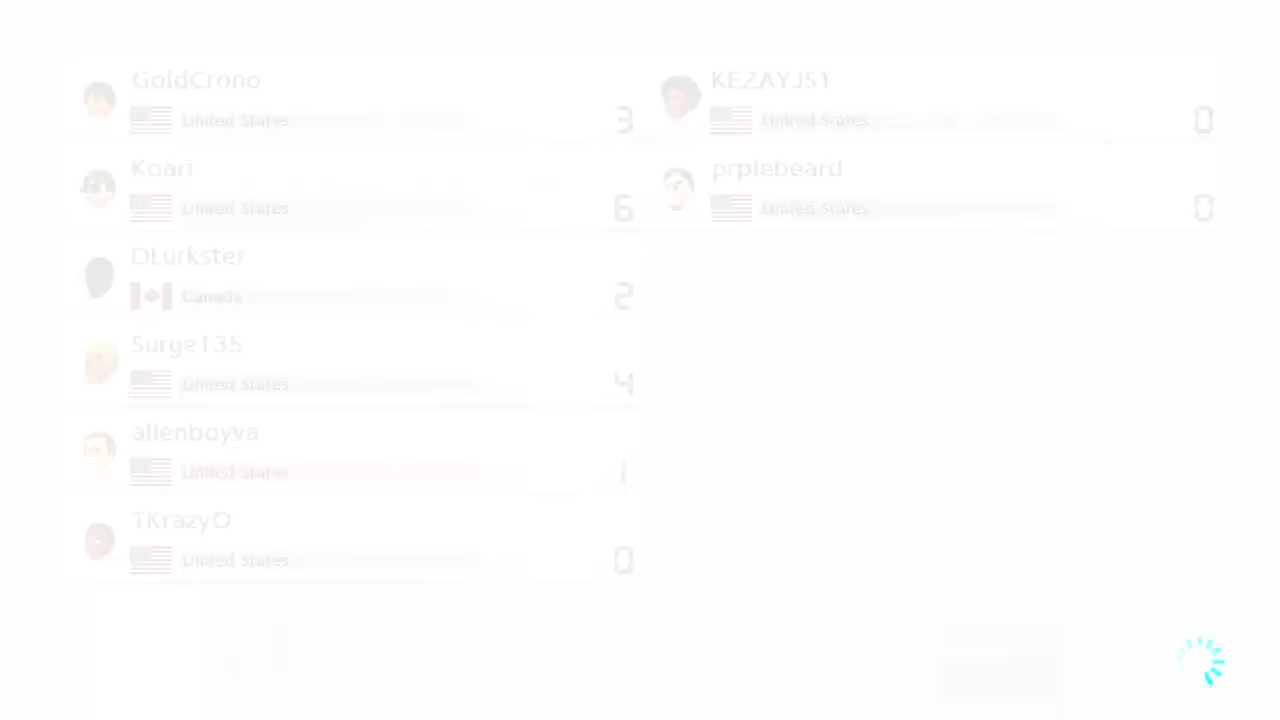 GoldCrono
United States 3
Koari
United States 6
DLurkster
Canada 2
Surge135
United States 4
alienboyva
United States 1
TKrazyO
United States 0
KEZAYJS1
United States 0
prplebeard
United States 0